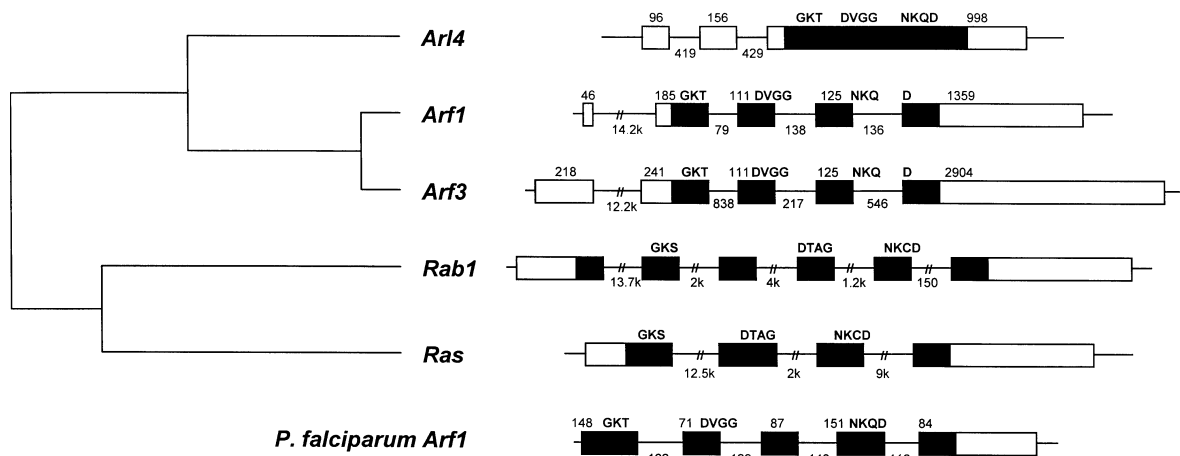 96 156 GKT DVGG NKQD 998
Arl4
419 429
46 185 GKT 111 DVGG 125 NKQ D 1359
Arf1
14.2k 79 138 136
218 241 GKT 111 DVGG 125 NKQ D 2904
Arf3
12.2k 838 217 546
GKS DTAG NKCD
Rab1
13.7k 2k 4k 1.2k 150
GKS DTAG NKCD
Ras
12.5k 2k 9k
148 GKT 71 DVGG 87 151 NKQD 84
P. falciparum Arf1